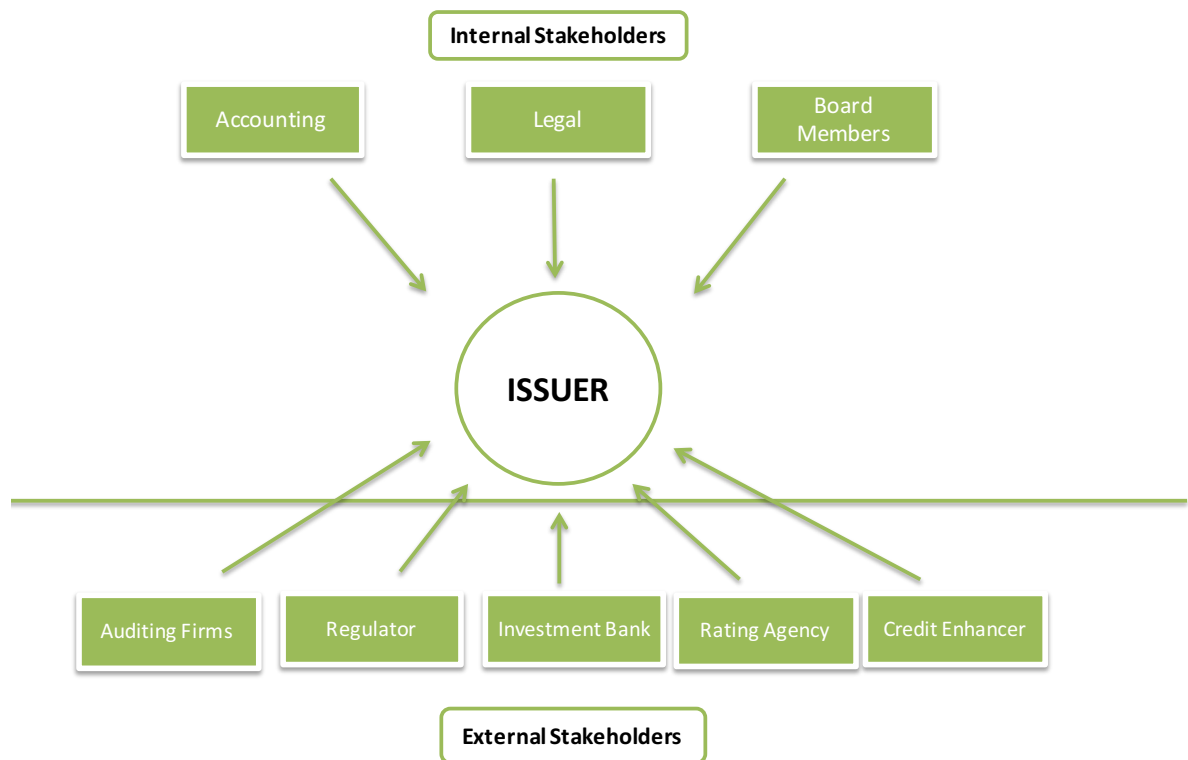 Internal Stakeholders
Accounting
Legal
Board
Members
ISSUER
Auditing Firms
Regulator
Investment Bank
Rating Agency
Credit Enhancer
External Stakeholders